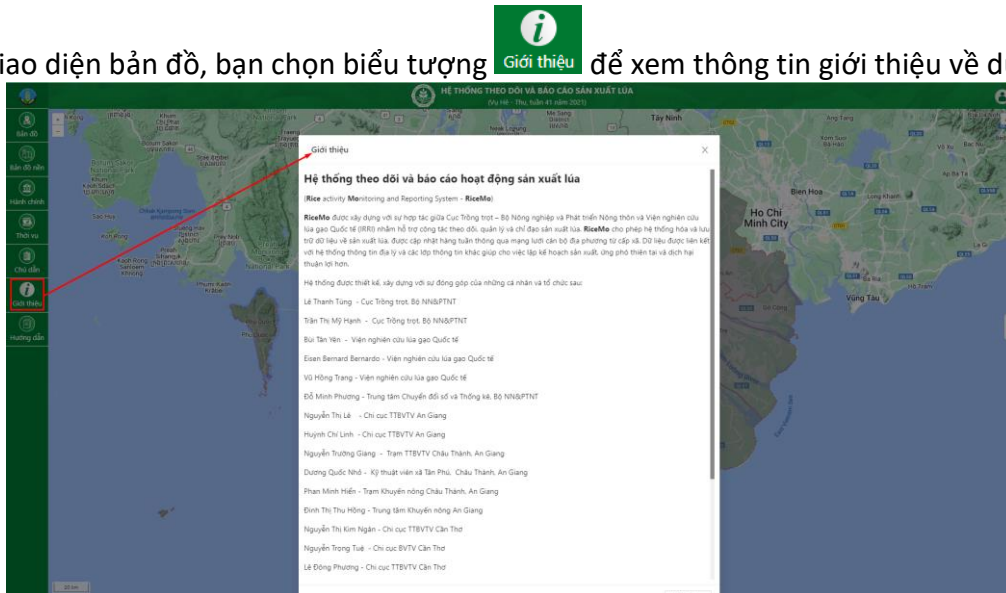 Giới thiệu
iao diện bản đồ, bạn chọn biểu tượng để xem thông tin giới thiệu về d
HỆ THỐNG THEO DÕI VÀ BÁO CÁO SẢN XUẤT LÚA
(Vụ Hè - Thu, tuần 41 năm 2021)
Bản đồ
Bản đồ nền
Hành chính
Thời vụ
Chú dẫn
Giới thiệu
Hướng dẫn
Giới thiệu
Hệ thống theo dõi và báo cáo hoạt động sản xuất lúa
(Rice activity Monitoring and Reporting System - RiceMo)
RiceMo được xây dựng với sự hợp tác giữa Cục Trồng trọt – Bộ Nông nghiệp và Phát triển Nông thôn và Viện nghiên cứu
lúa gạo Quốc tế (IRRI) nhằm hỗ trợ công tác theo dõi, quản lý và chỉ đạo sản xuất lúa. RiceMo cho phép hệ thống hóa và lưu
trữ dữ liệu về sản xuất lúa, được cập nhật hàng tuần thông qua mạng lưới cán bộ địa phương từ cấp xã. Dữ liệu được liên kết
với hệ thống thông tin địa lý và các lớp thông tin khác giúp cho việc lập kế hoạch sản xuất, ứng phó thiên tai và dịch hại
thuận lợi hơn.
Hệ thống được thiết kế, xây dựng với sự đóng góp của những cá nhân và tổ chức sau:
Lê Thanh Tùng - Cục Trồng trọt, Bộ NN&PTNT
Trần Thị Mỹ Hạnh - Cục Trồng trọt, Bộ NN&PTNT
Bùi Tân Yên - Viện nghiên cứu lúa gạo Quốc tế
Eisen Bernard Bernardo - Viện nghiên cứu lúa gạo Quốc tế
Vũ Hồng Trang - Viện nghiên cứu lúa gạo Quốc tế
Đỗ Minh Phương - Trung tâm Chuyển đổi số và Thống kê, Bộ NN&PTNT
Nguyễn Thị Lê - Chi cục TTBVTV An Giang
Huỳnh Chí Linh - Chi cục TTBVTV An Giang
Nguyễn Trường Giang - Trạm TTBVTV Châu Thành, An Giang
Dương Quốc Nhớ - Kỹ thuật viên xã Tân Phú, Châu Thành, An Giang
Phan Minh Hiền - Trạm Khuyến nông Châu Thành, An Giang
Đinh Thị Thu Hồng - Trung tâm Khuyến nông An Giang
Nguyễn Thị Kim Ngân - Chi cục TTBVTV Cần Thơ
Nguyễn Trọng Tuệ - Chi cục BVTV Cần Thơ
Lê Đông Phương - Chi cục TTBVTV Cần Thơ
Tây Ninh
Bien Hoa
Long Khanh
Ho Chi
Minh City
Vũng Tàu
20 km